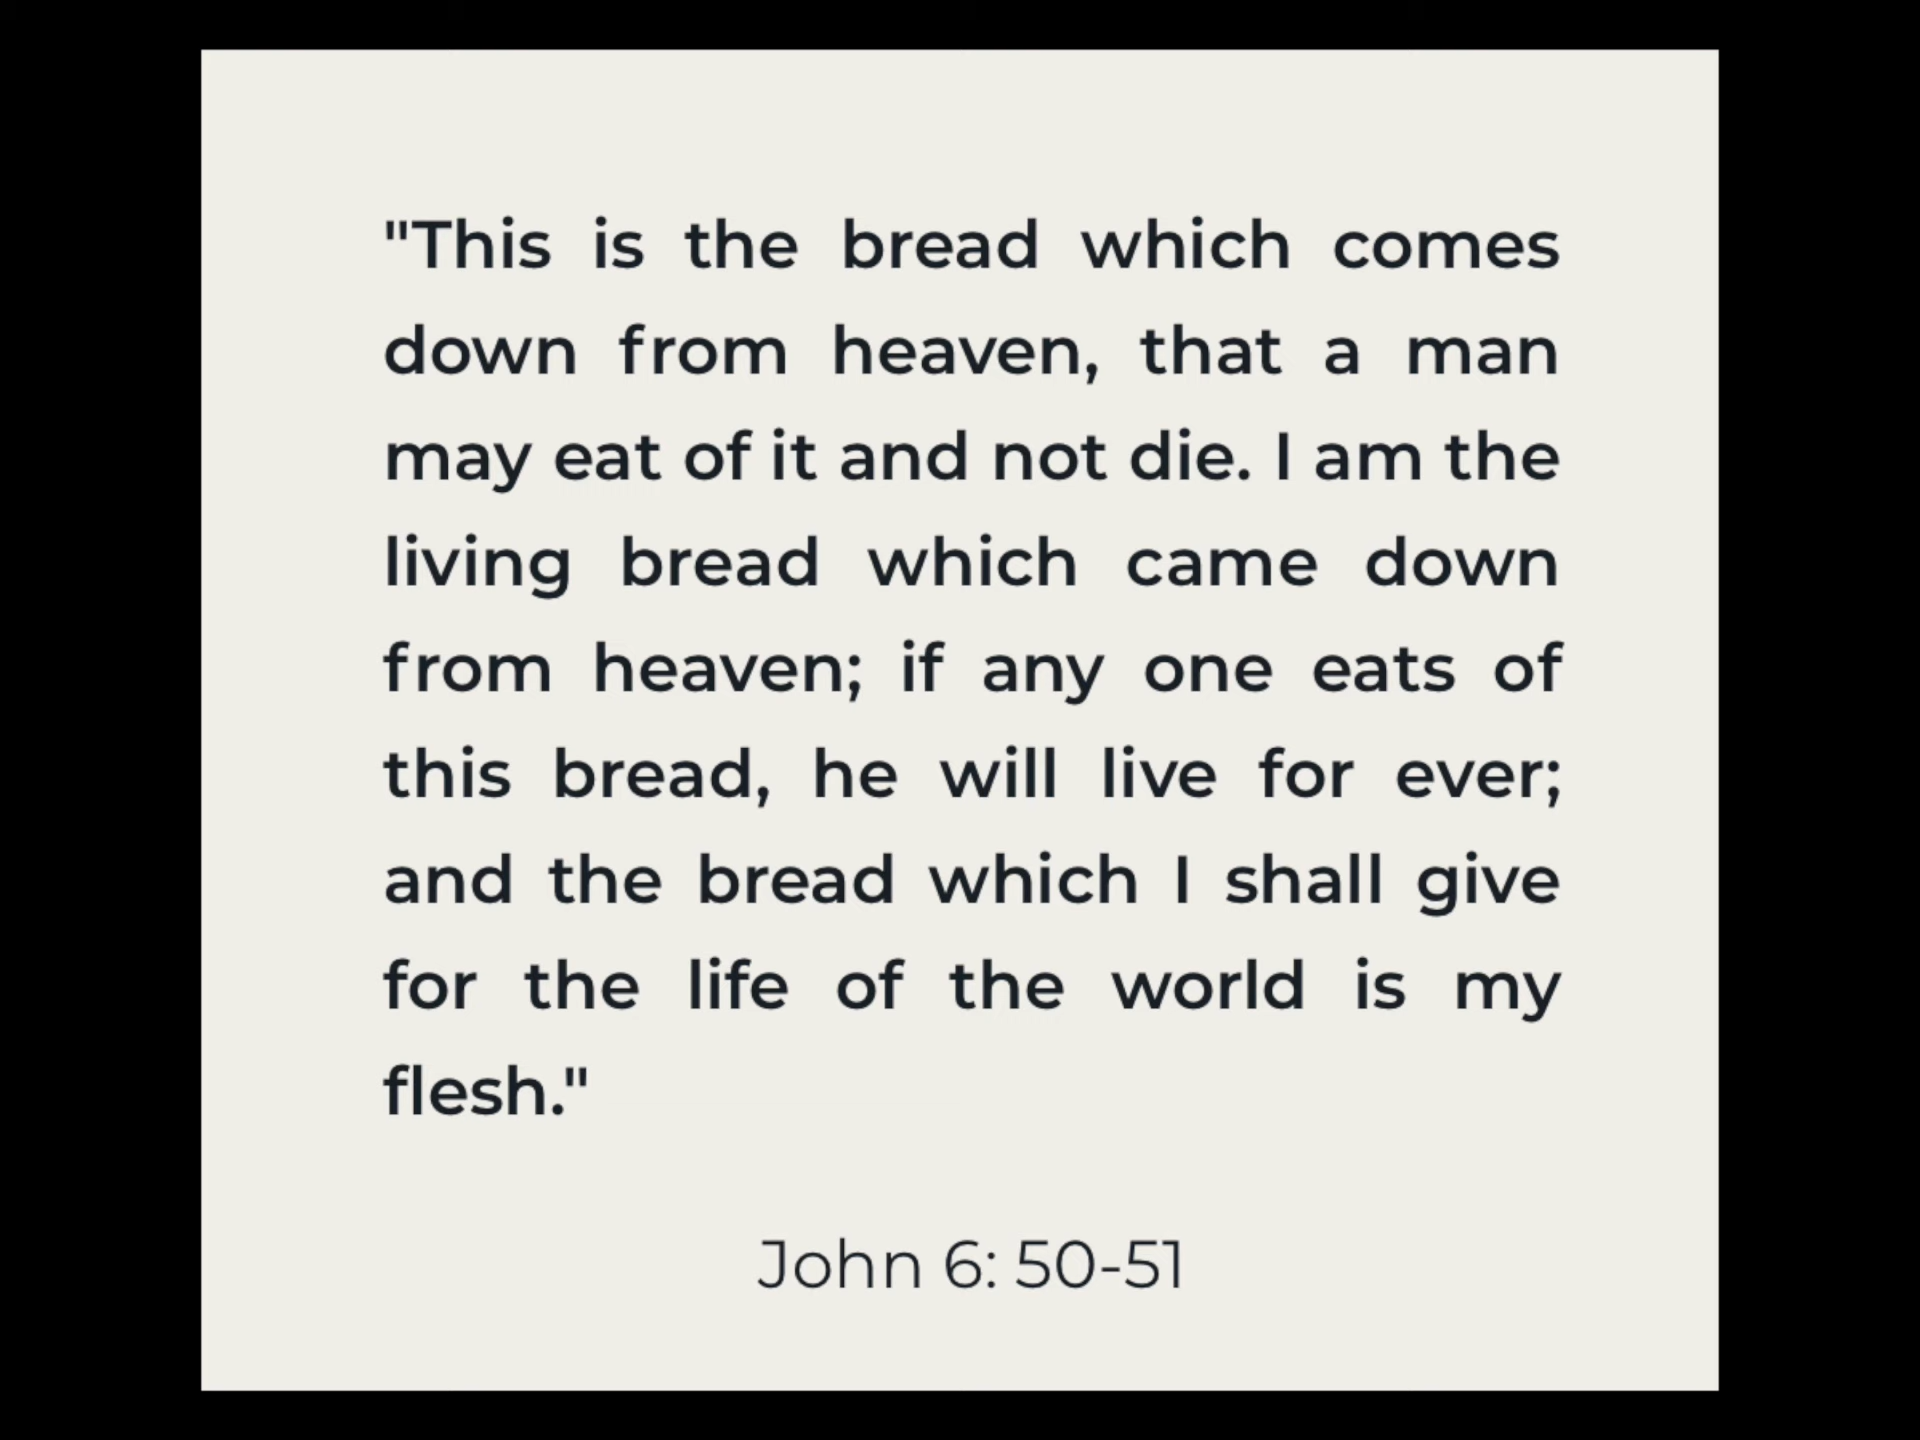 "This is the bread which comes
down from heaven, that a man
may eat of it and not die. I am the
living bread which came down
from heaven; if any one eats of
this bread, he will live for ever;
and the bread which I shall give
for the life of the world is my
flesh."
John 6: 50-51